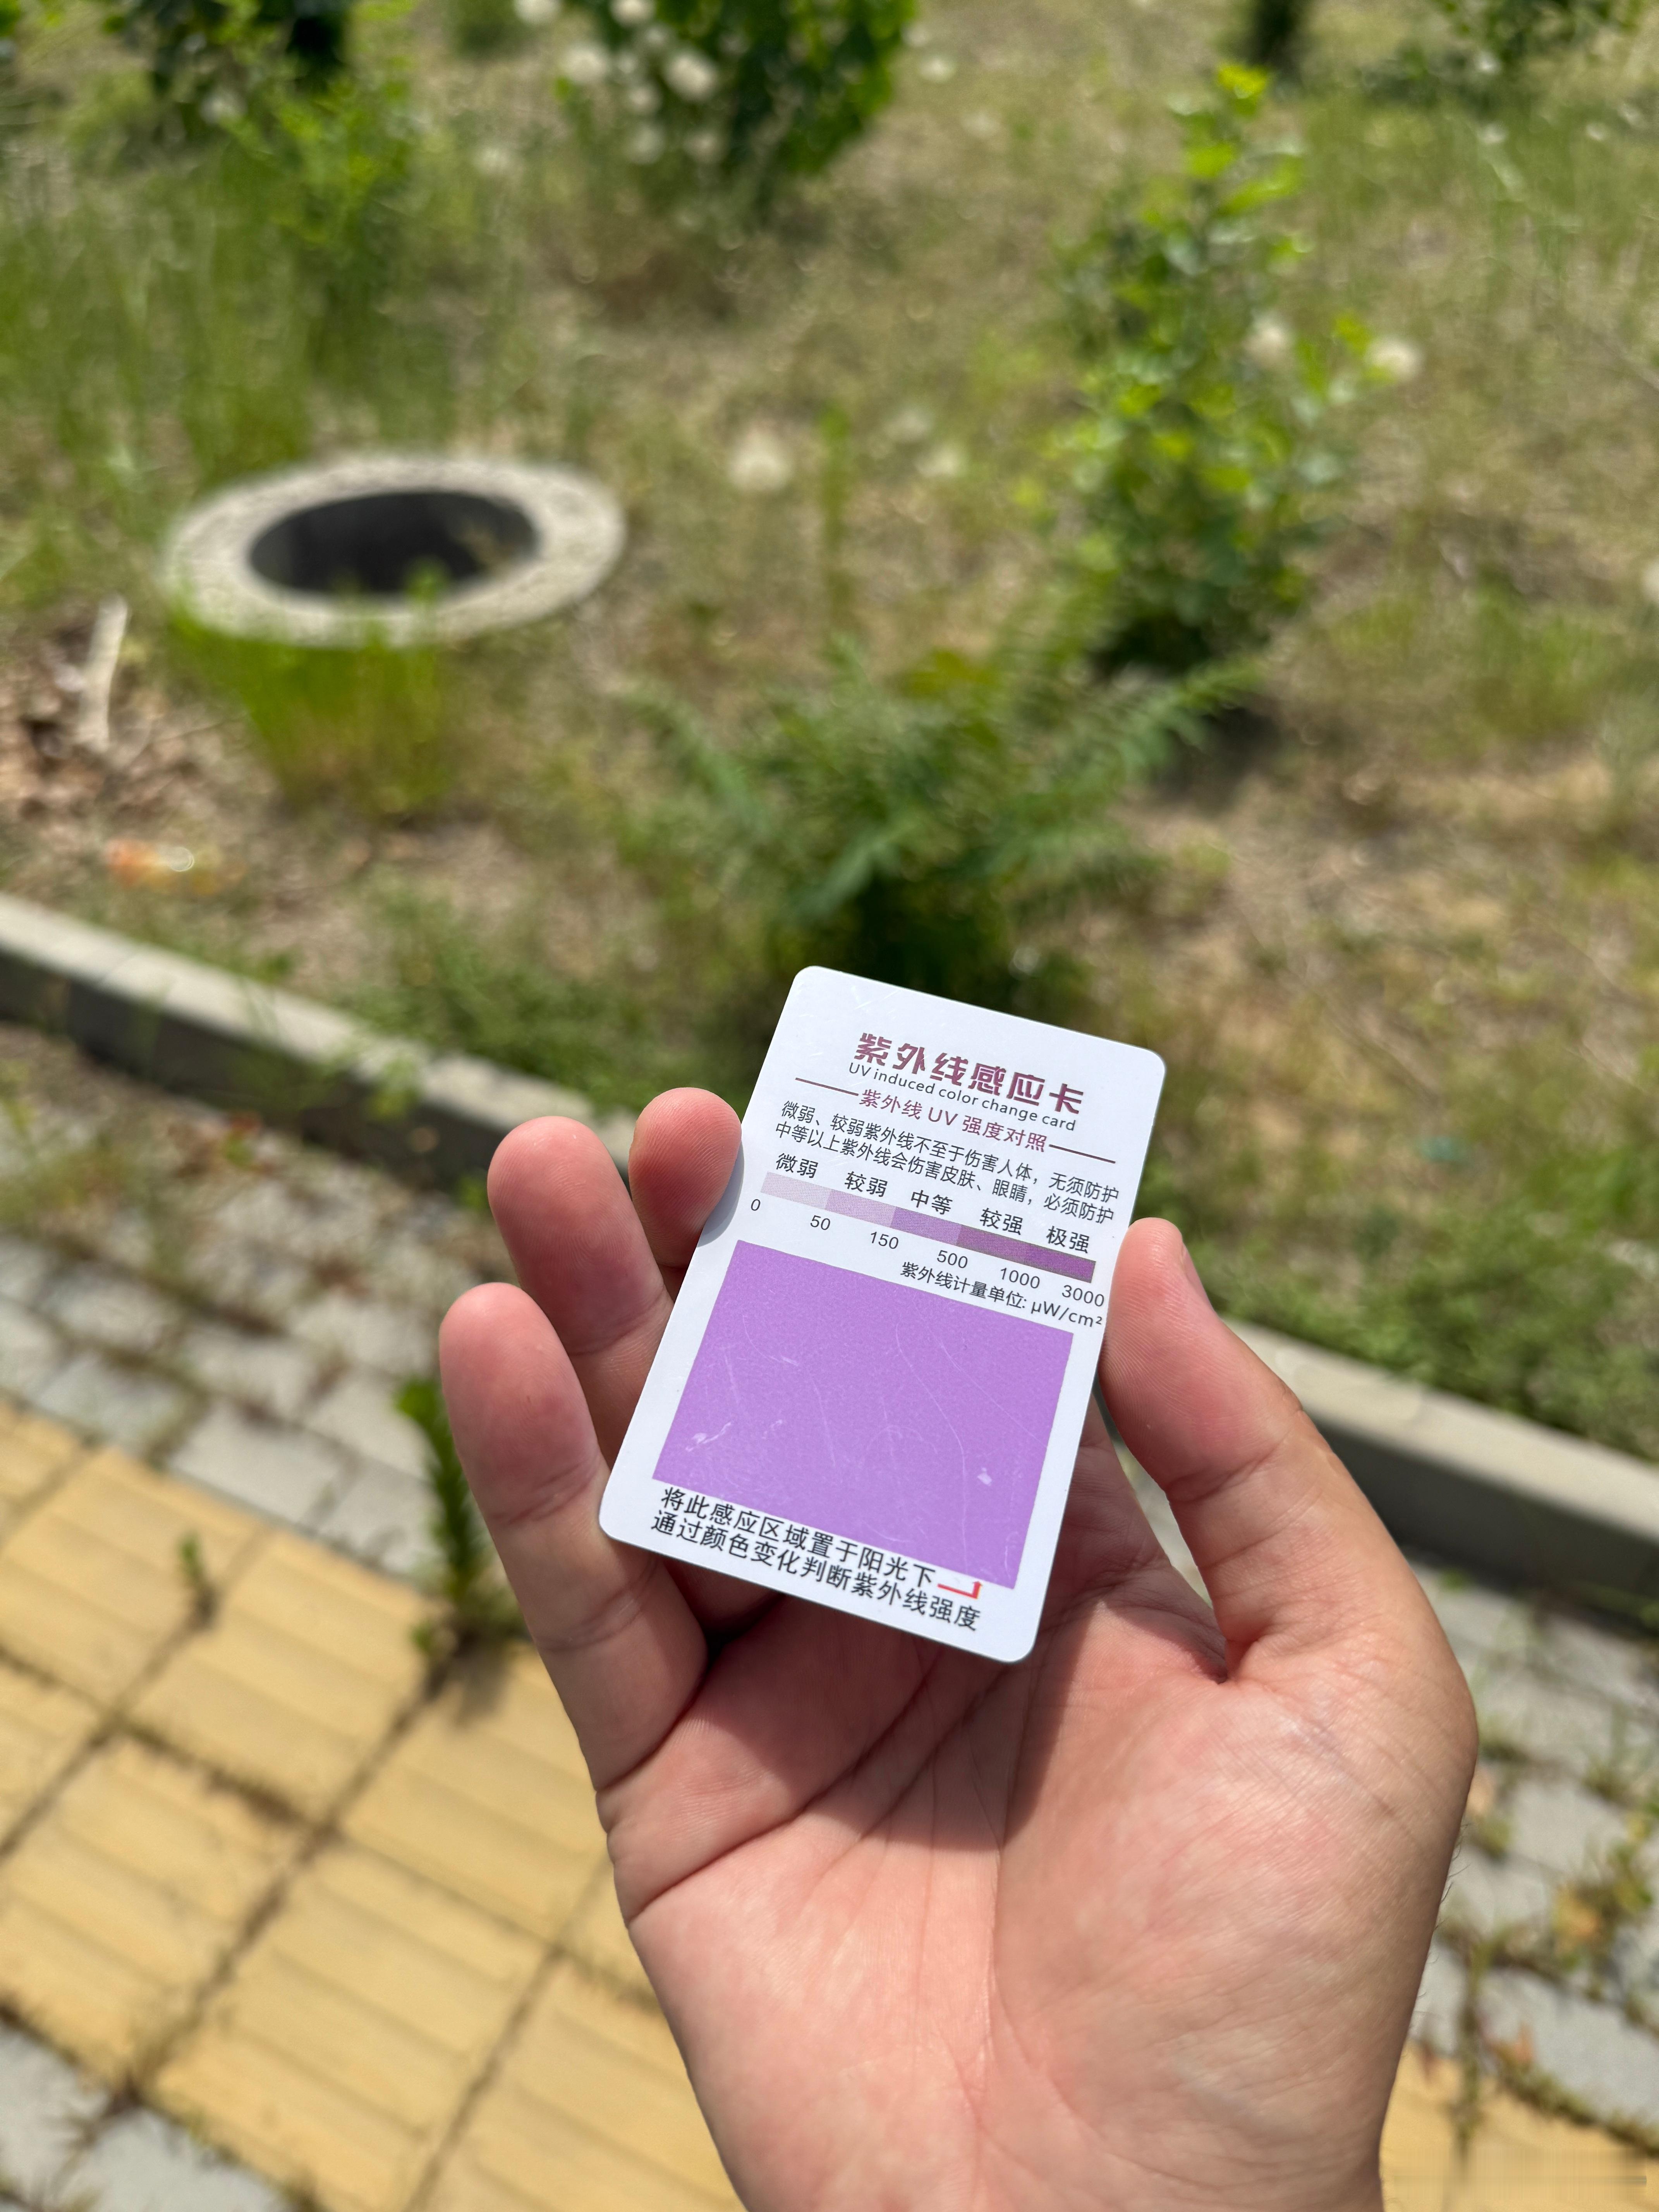 紫外线感应卡
UV induced color change card
紫外线 UV 强度对照
微弱、较弱紫外线不至于伤害人体，无须防护
中等以上紫外线会伤害皮肤、眼睛，必须防护
微弱 较弱 中等 较强 极强
0 50 150 500 1000 3000
紫外线计量单位: μW/cm²
将此感应区域置于阳光下
通过颜色变化判断紫外线强度